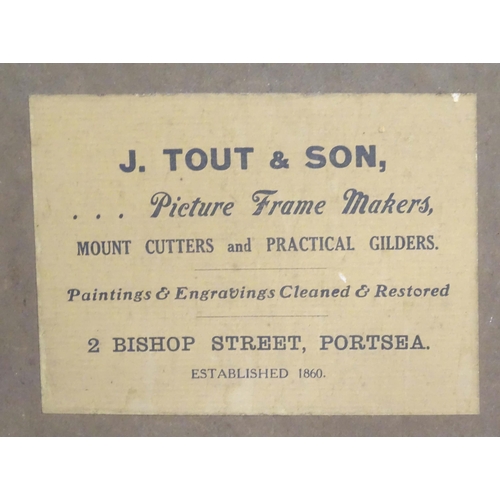 J. TOUT & SON,
. . . Picture Frame Makers,
MOUNT CUTTERS and PRACTICAL GILDERS.
Paintings & Engravings Cleaned & Restored
2 BISHOP STREET, PORTSEA.
ESTABLISHED 1860.